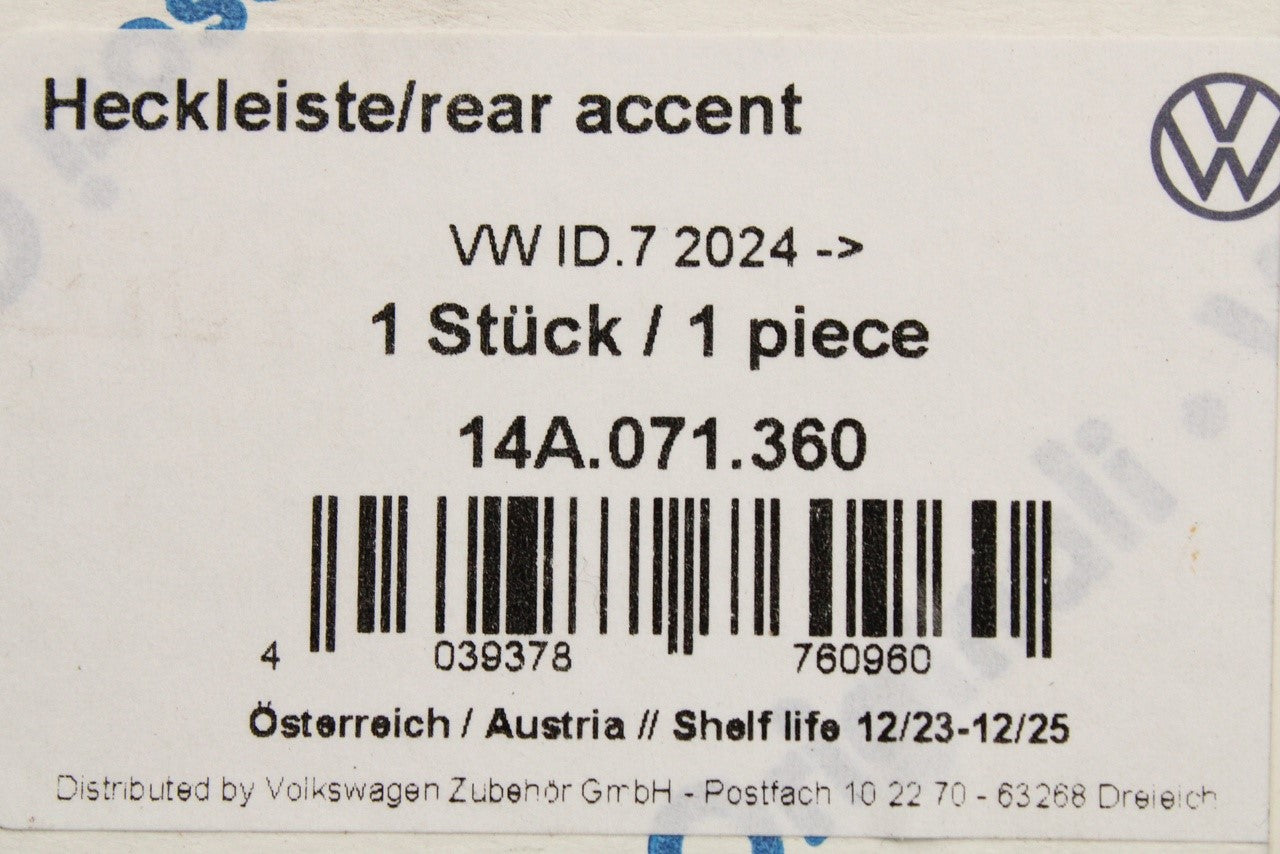 Heckleiste/rear accent
VW ID.7 2024 ->
1 Stück / 1 piece
14A.071.360
4 039378 760960
Österreich / Austria // Shelf life 12/23-12/25
Distributed by Volkswagen Zubehör GmbH - Postfach 10 22 70 - 63268 Dreieich